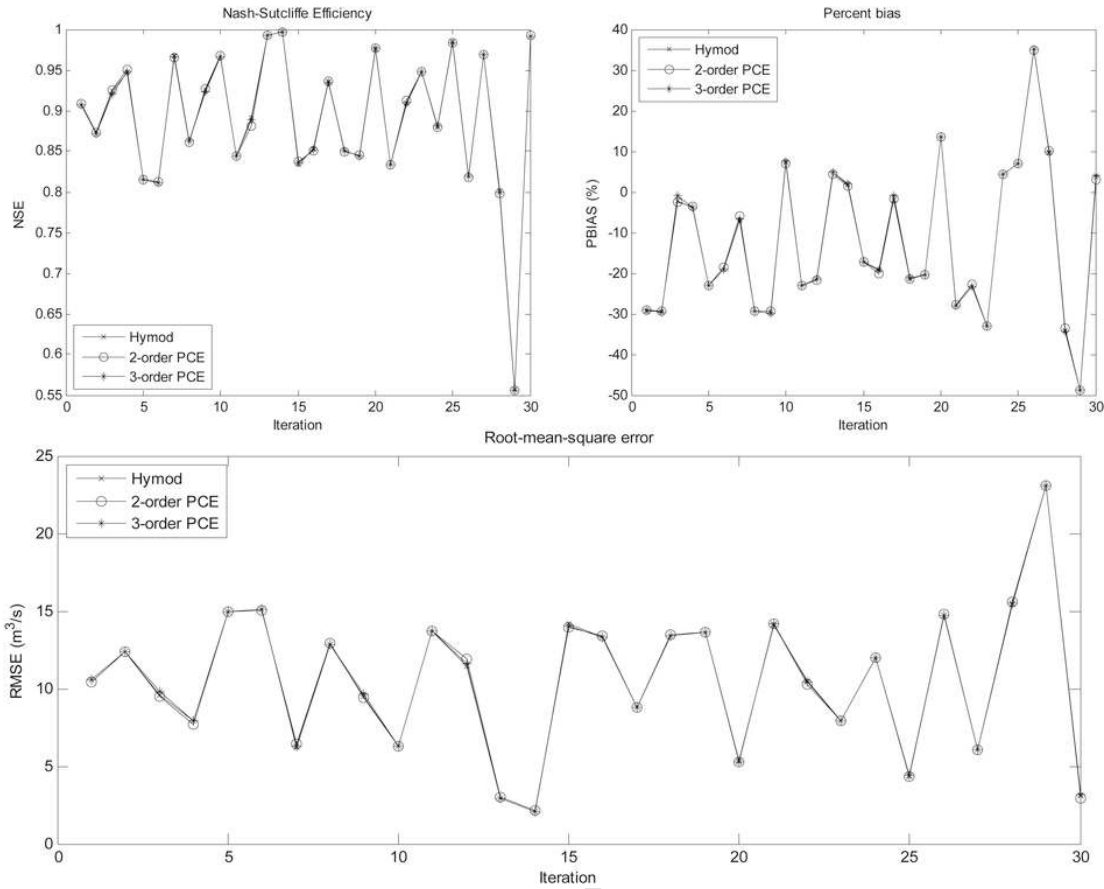 Nash-Sutcliffe Efficiency
1
0.95
0.9
0.85
0.8
0.75
0.7
0.65
0.6
0.55
NSE
Hymod
2-order PCE
3-order PCE
0 5 10 15 20 25 30
Iteration
Percent bias
40
30
20
10
0
-10
-20
-30
-40
-50
PBIAS (%)
Hymod
2-order PCE
3-order PCE
0 5 10 15 20 25 30
Iteration
Root-mean-square error
25
20
15
10
5
0
RMSE (m³/s)
Hymod
2-order PCE
3-order PCE
0 5 10 15 20 25 30
Iteration